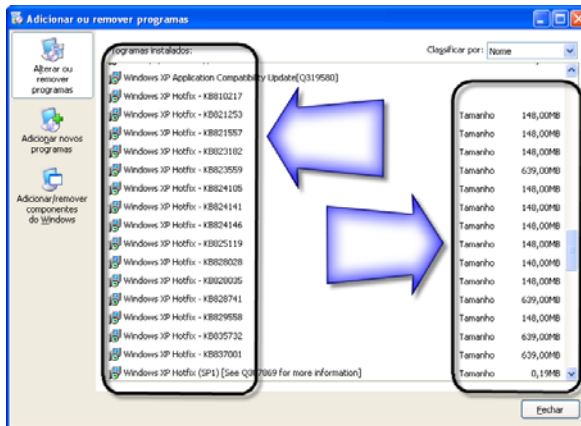 Adicionar ou remover programas
Alterar ou remover programas
Adicionar novos programas
Adicionar/remover componentes do Windows
rogramas instalados:
Classificar por: Nome
Windows XP Application Compatibility Update[Q319580]
Windows XP Hotfix - KB810217
Windows XP Hotfix - KB821253 Tamanho 148,00MB
Windows XP Hotfix - KB821557 Tamanho 148,00MB
Windows XP Hotfix - KB823182 Tamanho 148,00MB
Windows XP Hotfix - KB823559 Tamanho 639,00MB
Windows XP Hotfix - KB824105 Tamanho 148,00MB
Windows XP Hotfix - KB824141 Tamanho 148,00MB
Windows XP Hotfix - KB824146 Tamanho 148,00MB
Windows XP Hotfix - KB825119 Tamanho 148,00MB
Windows XP Hotfix - KB828028 Tamanho 148,00MB
Windows XP Hotfix - KB828035 Tamanho 148,00MB
Windows XP Hotfix - KB828741 Tamanho 639,00MB
Windows XP Hotfix - KB829558 Tamanho 148,00MB
Windows XP Hotfix - KB835732 Tamanho 639,00MB
Windows XP Hotfix - KB837001 Tamanho 639,00MB
Windows XP Hotfix (SP1) [See for more information] Tamanho 0,19MB
Fechar